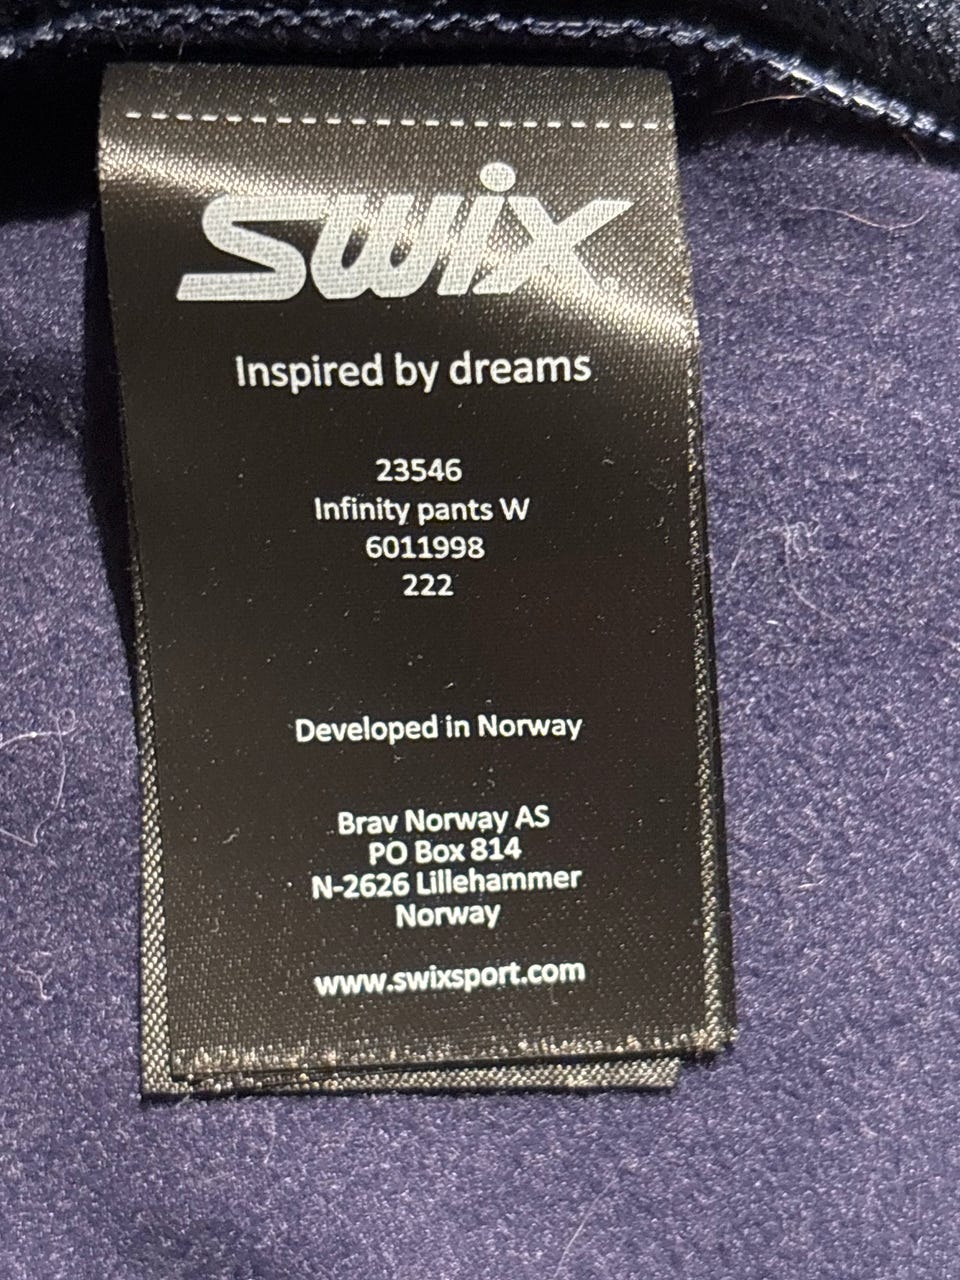 swix
Inspired by dreams
23546
Infinity pants W
6011998
222
Developed in Norway
Brav Norway AS
PO Box 814
N-2626 Lillehammer
Norway
www.swixsport.com